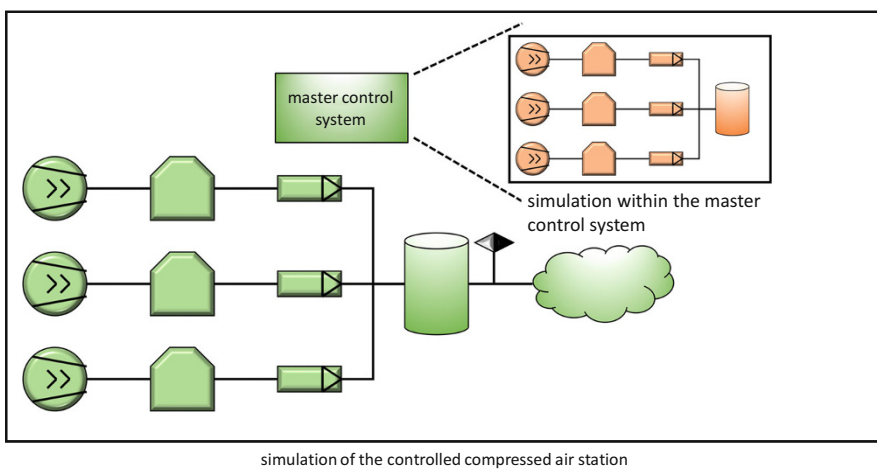 master control
system
simulation within the master
control system
simulation of the controlled compressed air station